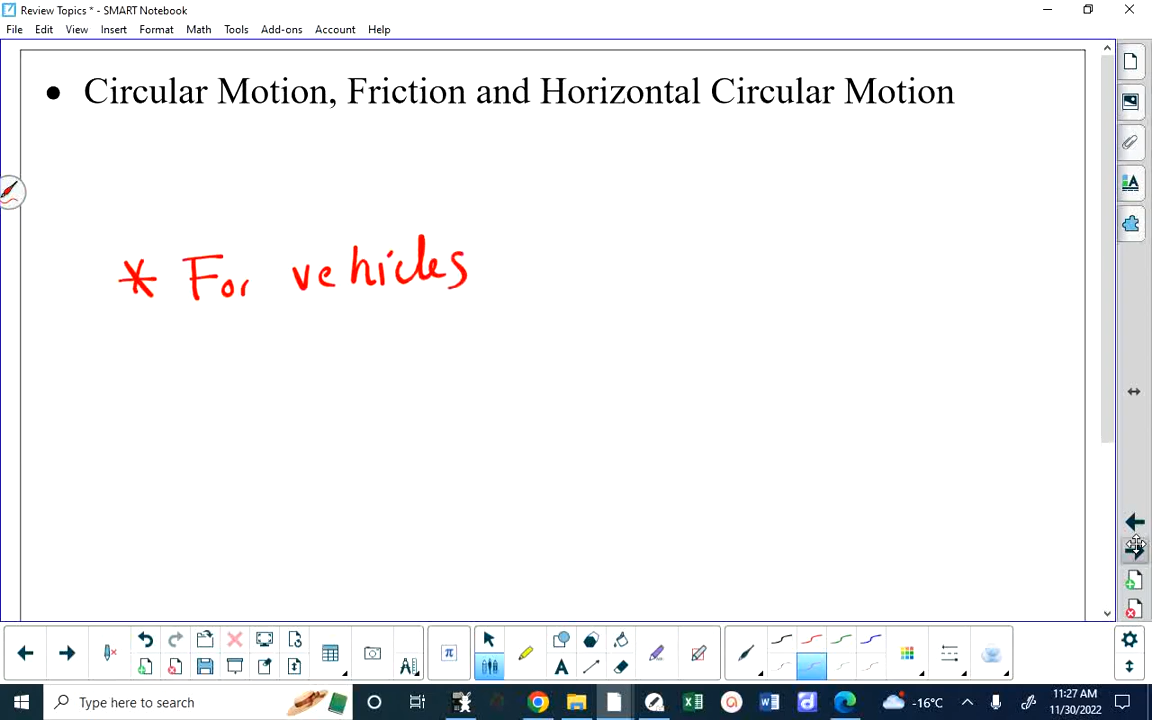 Review Topics * - SMART Notebook
File Edit View Insert Format Math Tools Add-ons Account Help
• Circular Motion, Friction and Horizontal Circular Motion
* For vehicles
Type here to search
-16°C
11:27 AM
11/30/2022